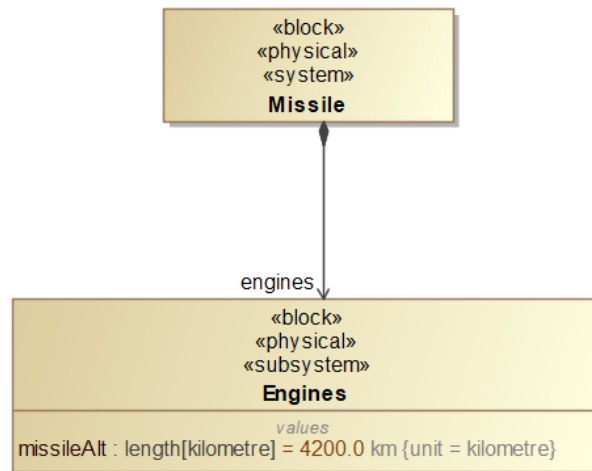 «block»
«physical»
«system»
Missile
engines
«block»
«physical»
«subsystem»
Engines
values
missileAlt : length[kilometre] = 4200.0 km {unit = kilometre}